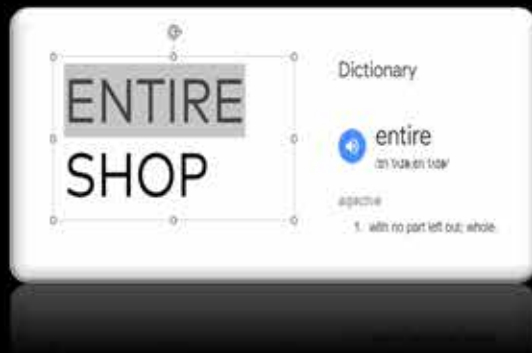 ENTIRE
SHOP
Dictionary
entire
adjective
1. with no part left out; whole.